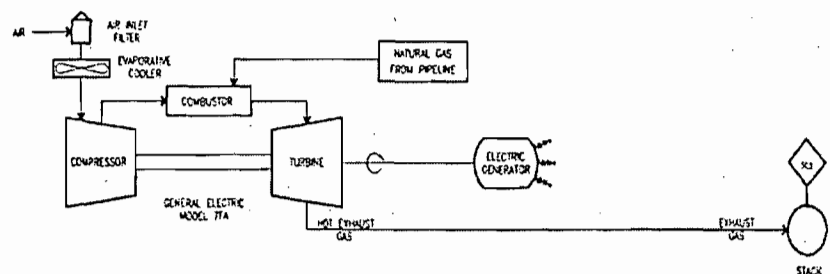 AIR
AIR INLET
FILTER
EVAPORATIVE
COOLER
NATURAL GAS
FROM PIPELINE
COMBUSTOR
COMPRESSOR
TURBINE
ELECTRIC
GENERATOR
GENERAL ELECTRIC
MODEL 7FA
HOT EXHAUST
GAS
EXHAUST
GAS
STACK